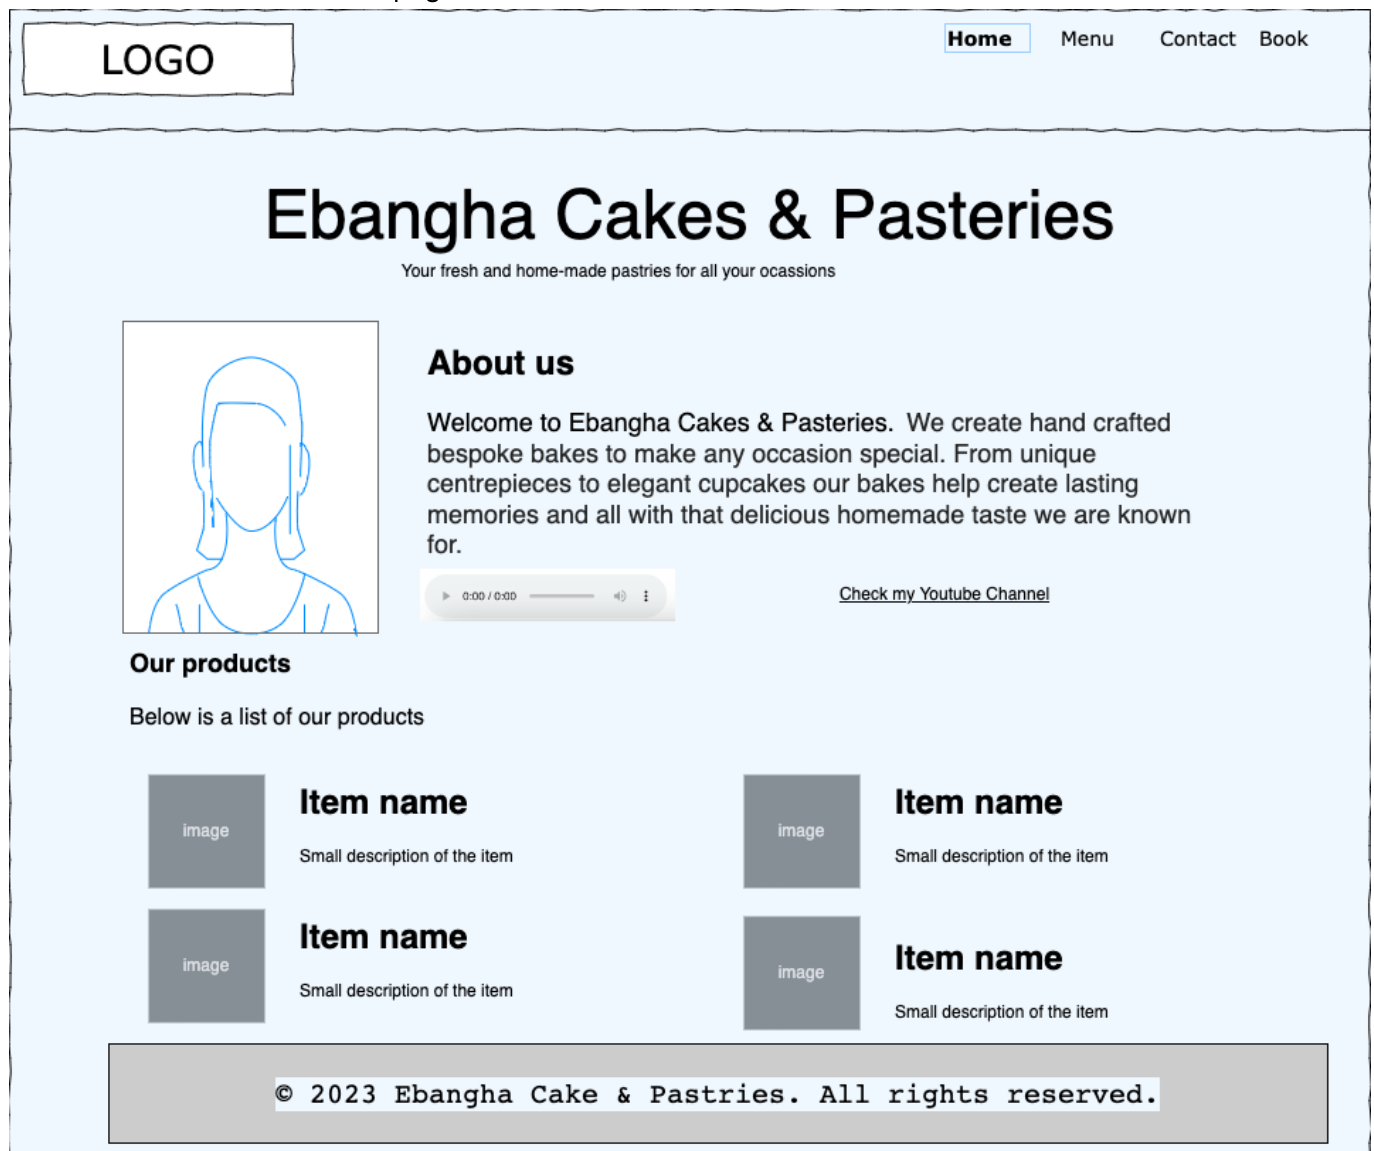 LOGO
Home Menu Contact Book
Ebangha Cakes & Pasteries
Your fresh and home-made pastries for all your ocassions
About us
Welcome to Ebangha Cakes & Pasteries. We create hand crafted
bespoke bakes to make any occasion special. From unique
centrepieces to elegant cupcakes our bakes help create lasting
memories and all with that delicious homemade taste we are known
for.
0:00 / 0:00
Check my Youtube Channel
Our products
Below is a list of our products
image
Item name
Small description of the item
image
Item name
Small description of the item
image
Item name
Small description of the item
image
Item name
Small description of the item
© 2023 Ebangha Cake & Pastries. All rights reserved.